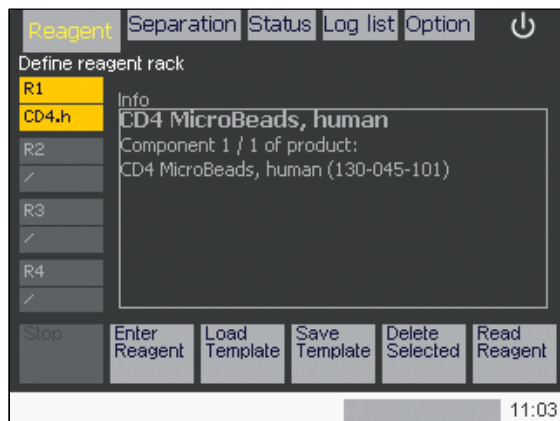 Reagent Separation Status Log list Option
Define reagent rack
R1
CD4.h
R2
/
R3
/
R4
/
Info
CD4 MicroBeads, human
Component 1 / 1 of product:
CD4 MicroBeads, human (130-045-101)
Stop
Enter
Reagent
Load
Template
Save
Template
Delete
Selected
Read
Reagent
11:03